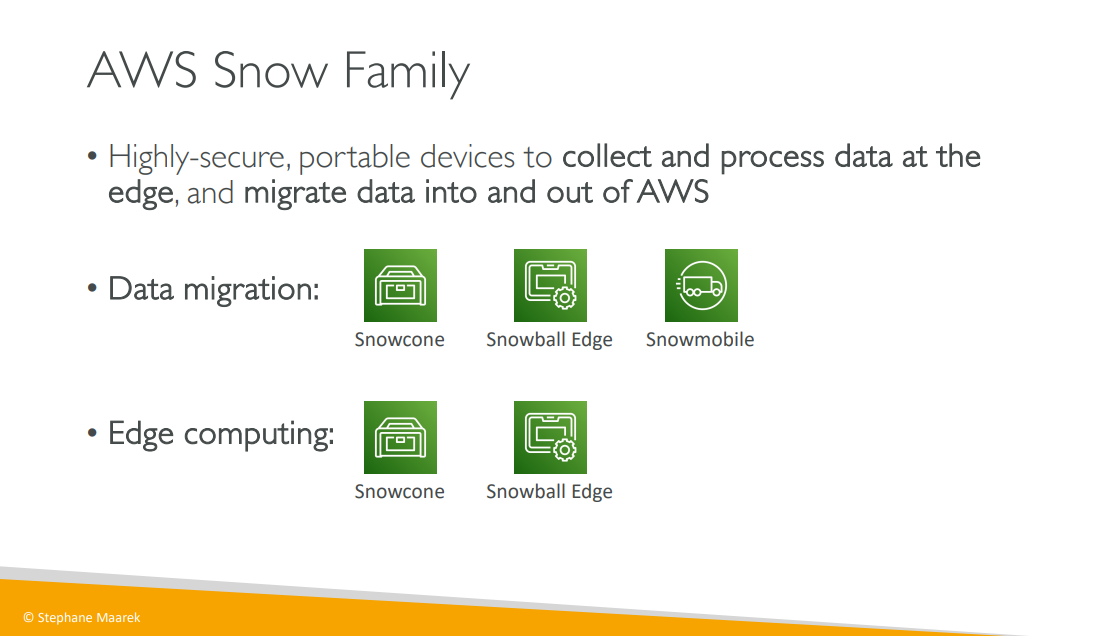 AWS Snow Family
• Highly-secure, portable devices to collect and process data at the
edge, and migrate data into and out of AWS
• Data migration:
Snowcone Snowball Edge Snowmobile
• Edge computing:
Snowcone Snowball Edge
© Stephane Maarek